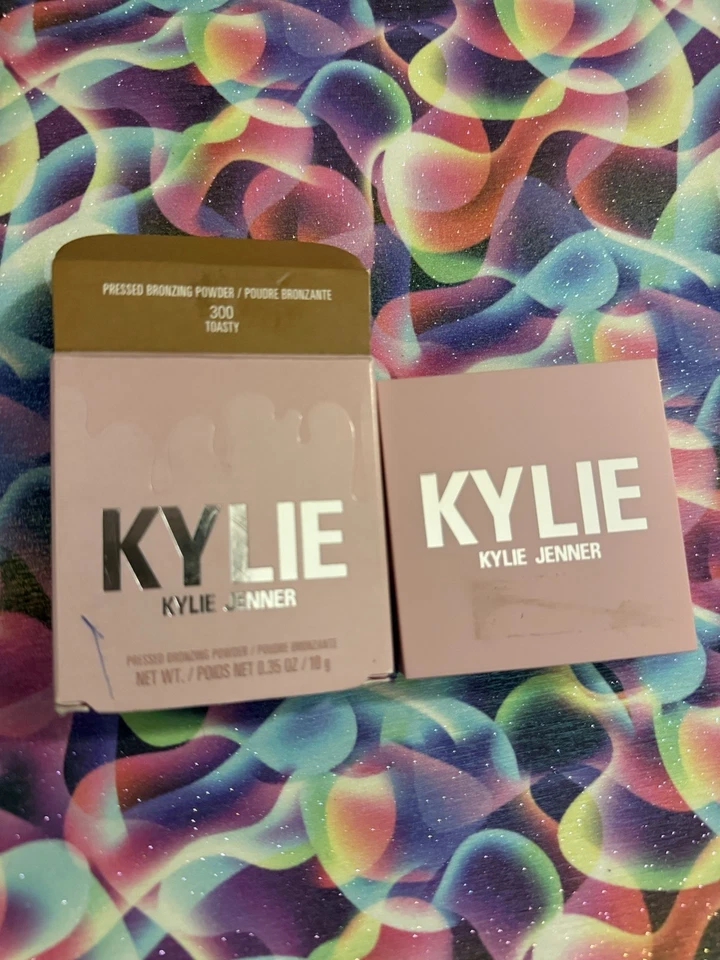 PRESSED BRONZING POWDER / POUDRE BRONZANTE
300
TOASTY
KYLIE
KYLIE JENNER
PRESSED BRONZING POWDER / POUDRE BRONZANTE
NET WT. / POIDS NET 0.35 OZ / 10 g
KYLIE
KYLIE JENNER